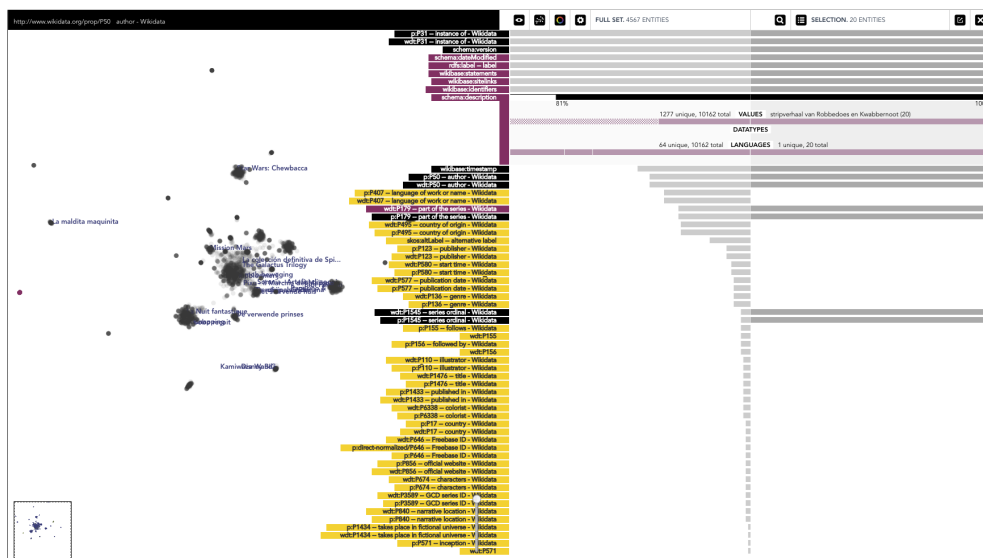 http://www.wikidata.org/prop/P50 author - Wikidata
FULL SET. 4567 ENTITIES
SELECTION. 20 ENTITIES
p:P31 -- instance of - Wikidata
wdt:P31 -- instance of - Wikidata
schema:version
schema:dateModified
rdfs:label -- label
wikibase:statements
wikibase:sitelinks
wikibase:identifiers
schema:description
81%
1277 unique, 10162 total VALUES stripverhaal van Robbedoes en Kwabbernoot (20)
DATATYPES
64 unique, 10162 total LANGUAGES 1 unique, 20 total
wikibase:timestamp
p:P50 -- author - Wikidata
wdt:P50 -- author - Wikidata
p:P407 -- language of work or name - Wikidata
wdt:P407 -- language of work or name - Wikidata
wdt:P179 -- part of the series - Wikidata
p:P179 -- part of the series - Wikidata
wdt:P495 -- country of origin - Wikidata
p:P495 -- country of origin - Wikidata
skos:altLabel -- alternative label
p:P123 -- publisher - Wikidata
wdt:P123 -- publisher - Wikidata
wdt:P580 -- start time - Wikidata
p:P580 -- start time - Wikidata
wdt:P577 -- publication date - Wikidata
p:P577 -- publication date - Wikidata
wdt:P136 -- genre - Wikidata
p:P136 -- genre - Wikidata
wdt:P1545 -- series ordinal - Wikidata
p:P1545 -- series ordinal - Wikidata
p:P155 -- follows - Wikidata
wdt:P155
p:P156 -- followed by - Wikidata
wdt:P156
wdt:P110 -- illustrator - Wikidata
p:P110 -- illustrator - Wikidata
wdt:P1476 -- title - Wikidata
p:P1476 -- title - Wikidata
p:P1433 -- published in - Wikidata
wdt:P1433 -- published in - Wikidata
wdt:P6338 -- colorist - Wikidata
p:P6338 -- colorist - Wikidata
p:P17 -- country - Wikidata
wdt:P17 -- country - Wikidata
wdt:P646 -- Freebase ID - Wikidata
p:direct-normalized/P646 -- Freebase ID - Wikidata
p:P646 -- Freebase ID - Wikidata
p:P856 -- official website - Wikidata
wdt:P856 -- official website - Wikidata
wdt:P674 -- characters - Wikidata
p:P674 -- characters - Wikidata
wdt:P3589 -- GCD series ID - Wikidata
p:P3589 -- GCD series ID - Wikidata
wdt:P840 -- narrative location - Wikidata
p:P840 -- narrative location - Wikidata
p:P1434 -- takes place in fictional universe - Wikidata
wdt:P1434 -- takes place in fictional universe - Wikidata
p:P571 -- inception - Wikidata
wdt:P571
Wars: Chewbacca
La maldita maquinita
Mission Mars
La colección definitiva de Spi...
Galactus Trilogy
Nuit fantastique
De verwende prinses